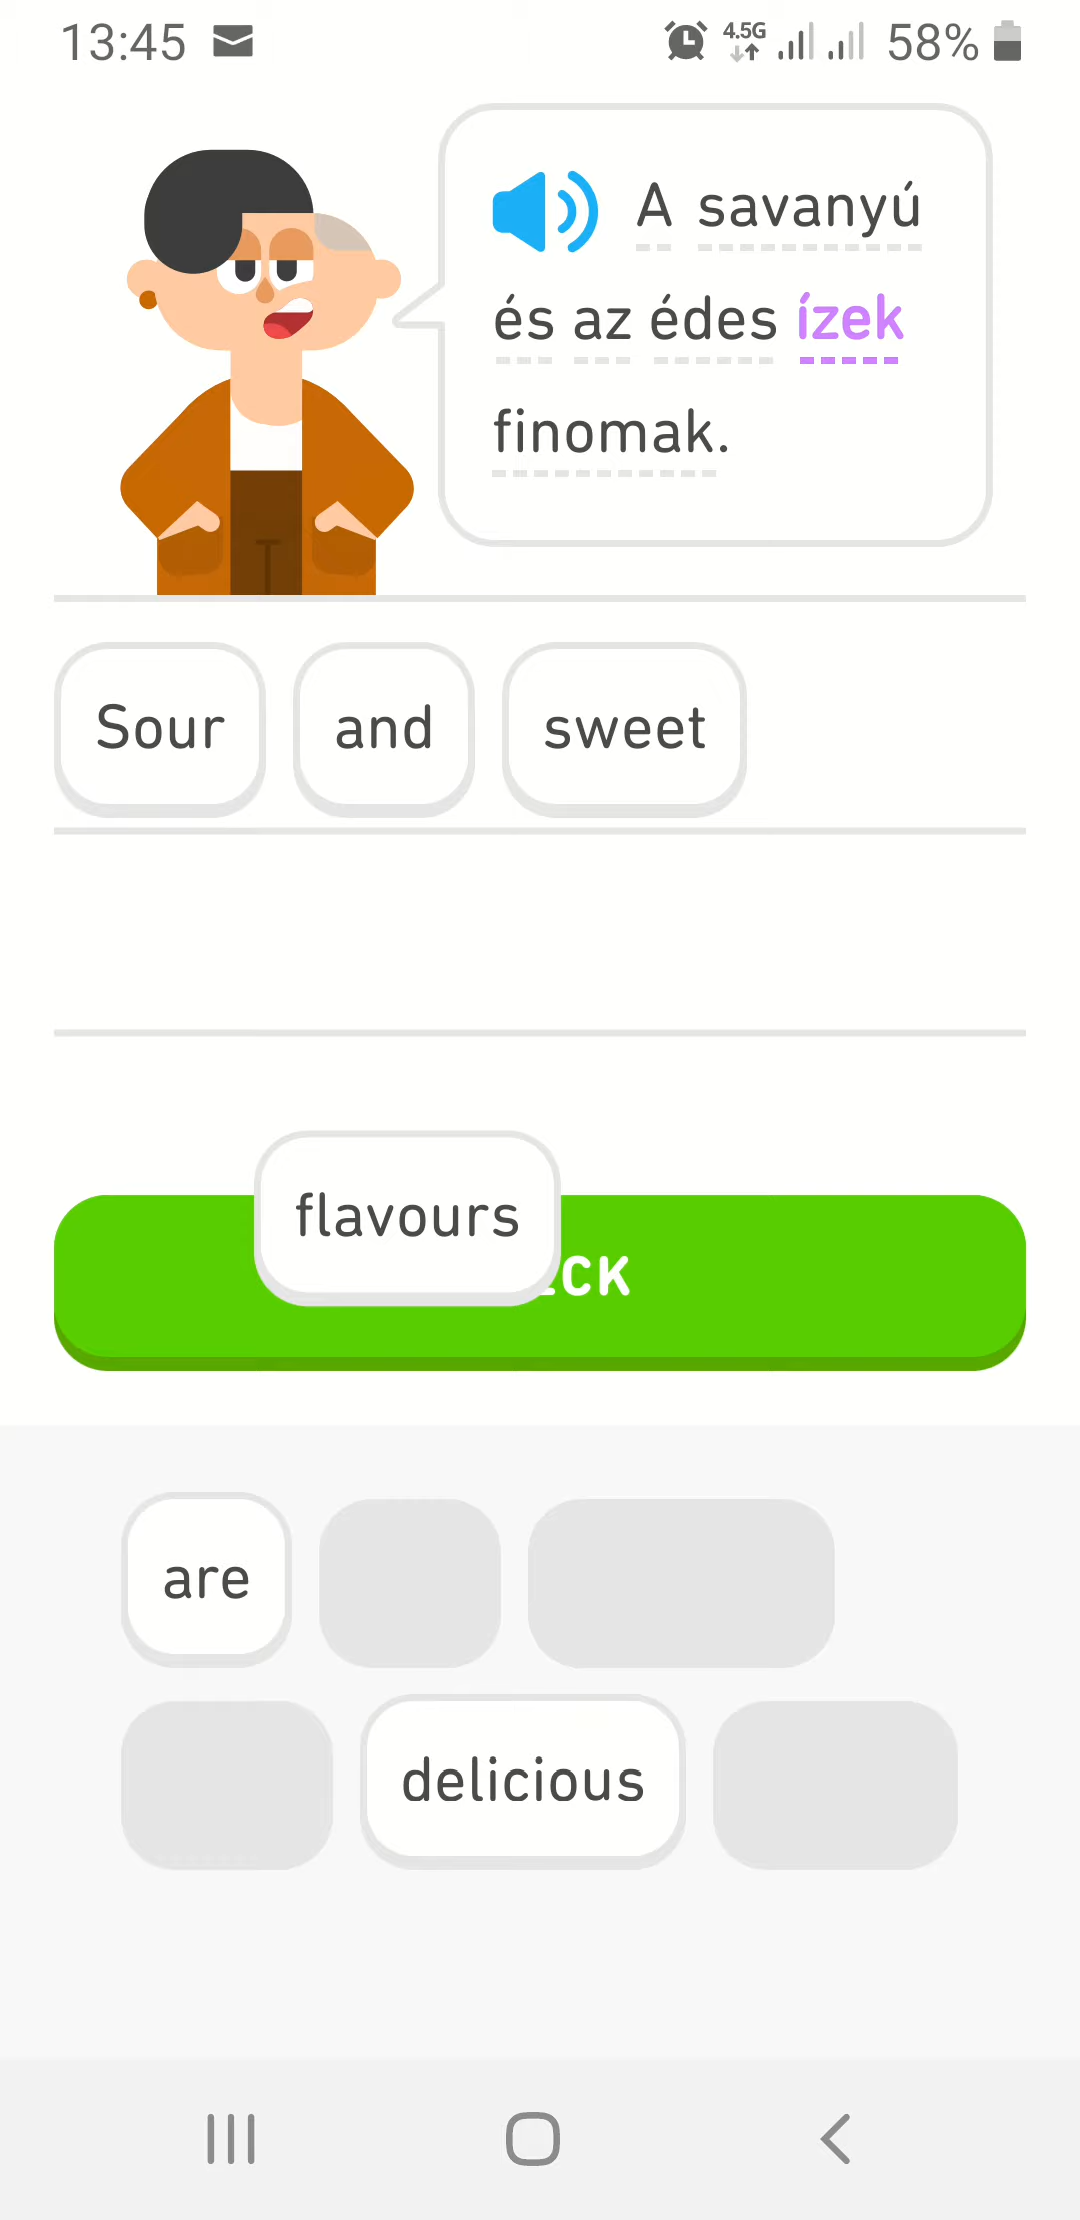 13:45 4.5G 58%
A savanyú
és az édes ízek
finomak.
Sour and sweet
flavours
CK
are
delicious